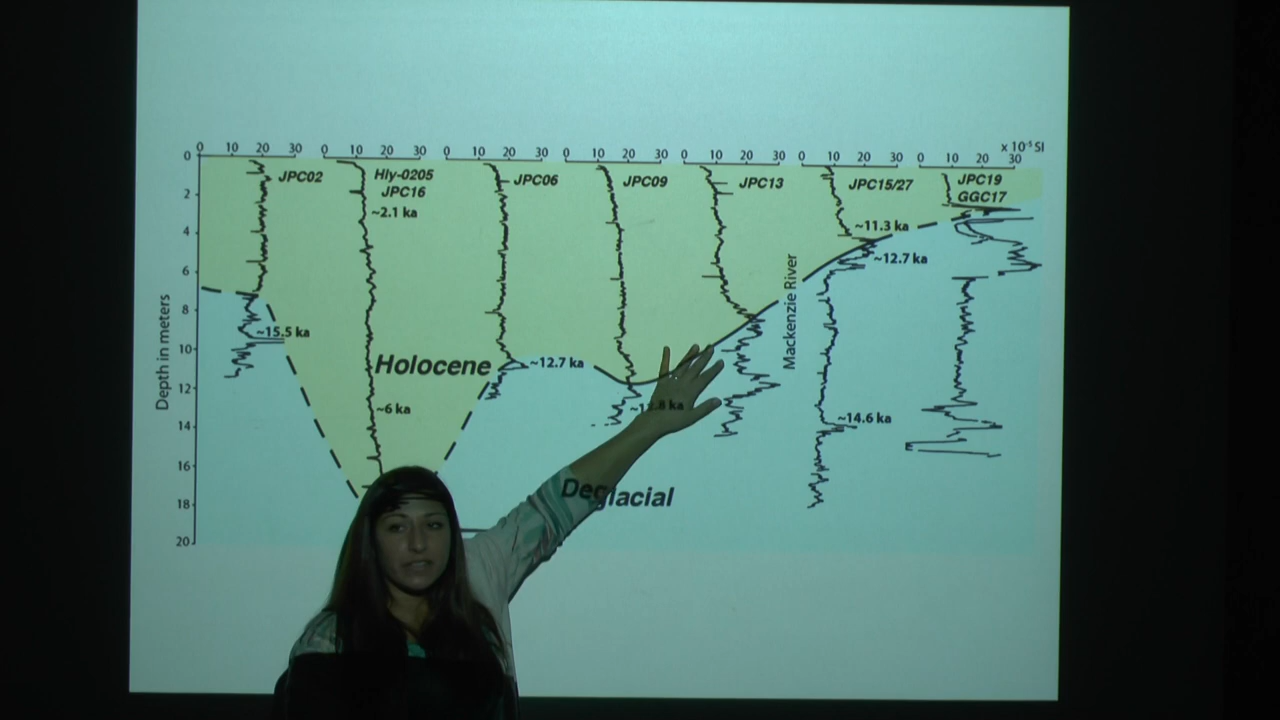 0 10 20 30 0 10 20 30 0 10 20 30 0 10 20 30 0 10 20 30 0 10 20 30 0 10 20 30 x 10⁻⁵ SI
JPC02
Hly-0205
JPC16
JPC06
JPC09
JPC13
JPC15/27
JPC19
GGC17
~2.1 ka
~11.3 ka
~12.7 ka
~15.5 ka
Holocene
~12.7 ka
~6 ka
~14.6 ka
Deglacial
Mackenzie River
Depth in meters
0
2
4
6
8
10
12
14
16
18
20